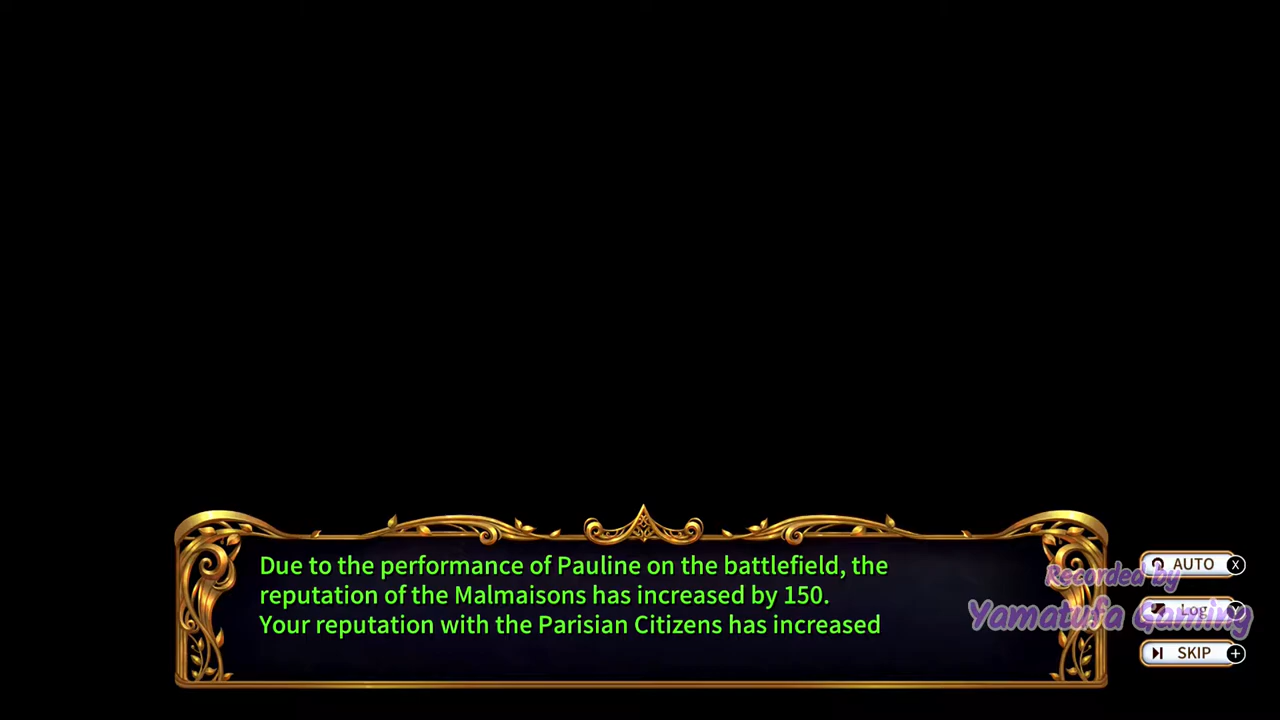 Due to the performance of Pauline on the battlefield, the
reputation of the Malmaisons has increased by 150.
Your reputation with the Parisian Citizens has increased
AUTO X
Recorded by
Log Y
Yamatufa Gaming
SKIP +